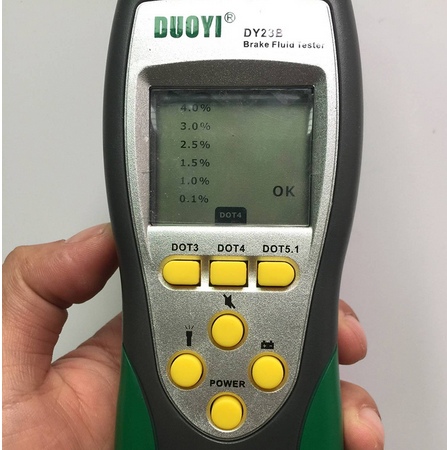 DUOYI®
DY23B
Brake Fluid Tester
4.0%
3.0%
2.5%
1.5%
1.0%
0.1%
OK
DOT4
DOT3 DOT4 DOT5.1
POWER